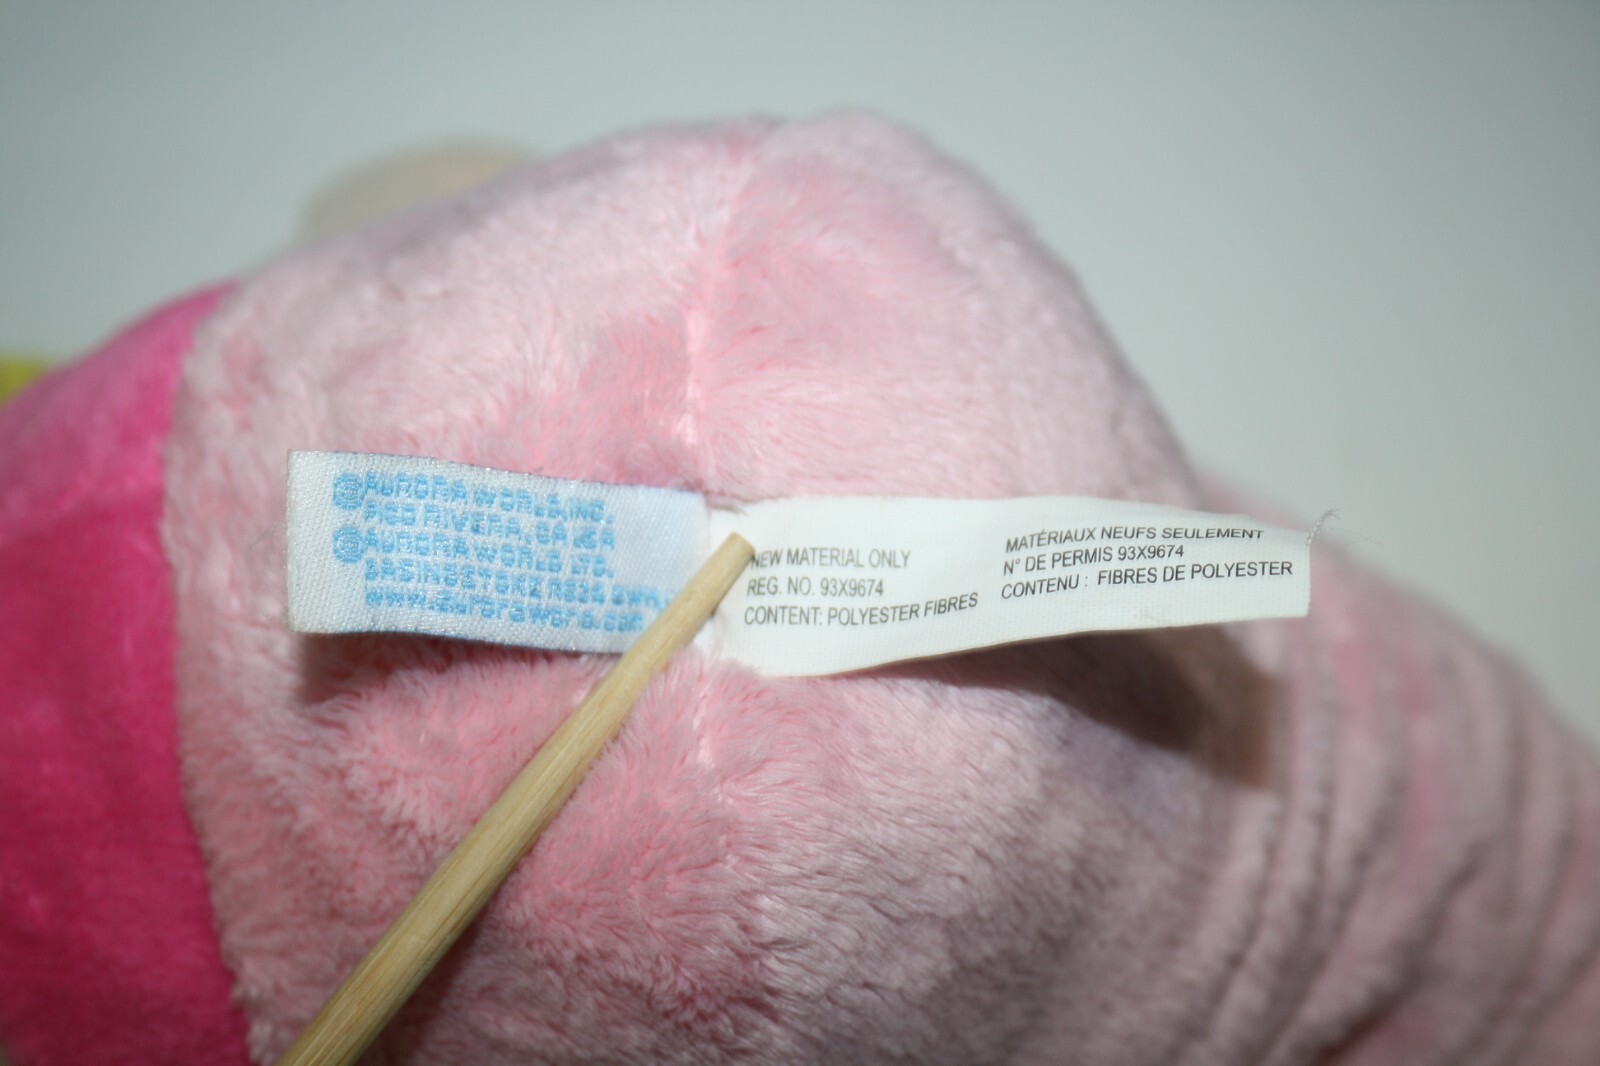 © AURORA WORLD, INC.
PICO RIVERA, CA USA
© AURORA WORLD LTD.
BASINGSTOKE RG24
www.auroraworld.com
NEW MATERIAL ONLY
REG. NO. 93X9674
CONTENT: POLYESTER FIBRES
MATÉRIAUX NEUFS SEULEMENT
N° DE PERMIS 93X9674
CONTENU : FIBRES DE POLYESTER